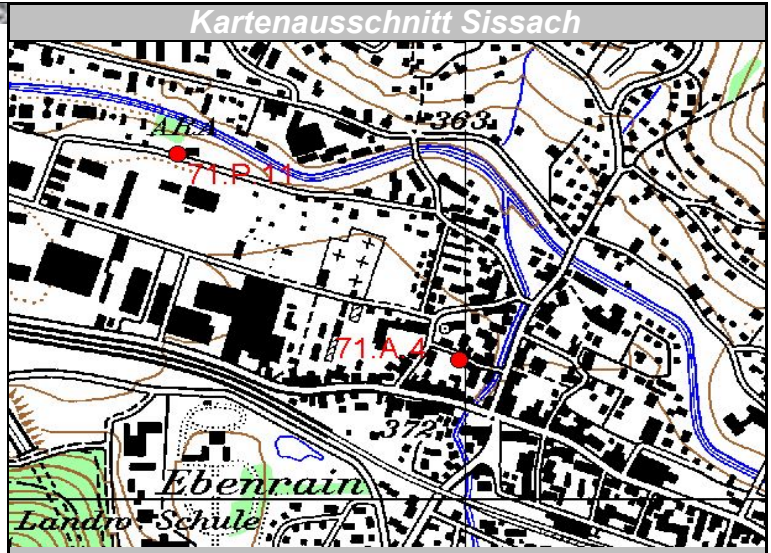 Kartenausschnitt Sissach
363
ARA
71.P.11
71.A.4
372
Ebenrain
Landw. Schule